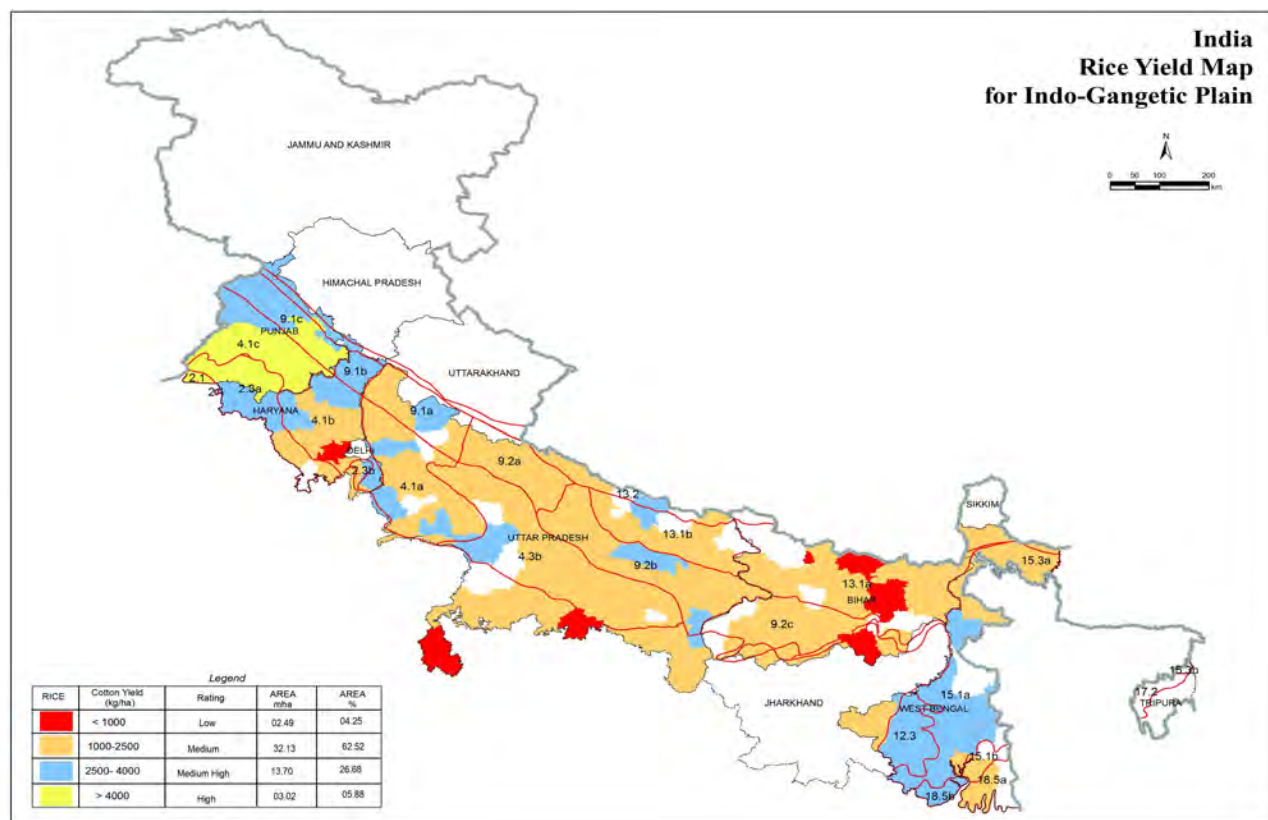 India
Rice Yield Map
for Indo-Gangetic Plain
N
0 50 100 200
km
JAMMU AND KASHMIR
HIMACHAL PRADESH
9.1c
PUNJAB
4.1c
UTTARAKHAND
9.1b
2.1
2.3a
HARYANA
9.1a
4.1b
DELHI
9.2a
2.3b
4.1a
13.2
SIKKIM
13.1b
UTTAR PRADESH
4.3b
15.3a
9.2b
13.1a
BIHAR
9.2c
15.3b
17.2
TRIPURA
JHARKHAND
15.1a
WEST BENGAL
12.3
15.1b
18.5a
18.5b
Legend
RICE Cotton Yield (kg/ha) Rating AREA mha AREA %
< 1000 Low 02.49 04.25
1000-2500 Medium 32.13 62.52
2500- 4000 Medium High 13.70 26.68
> 4000 High 03.02 05.88